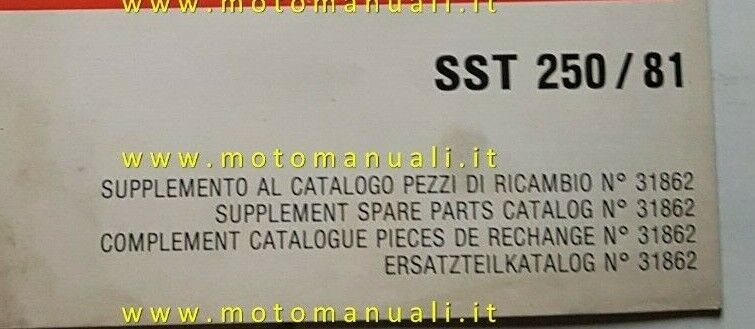 www.motomanuali.it
SST 250/81
www.motomanuali.it
SUPPLEMENTO AL CATALOGO PEZZI DI RICAMBIO N° 31862
SUPPLEMENT SPARE PARTS CATALOG N° 31862
COMPLEMENT CATALOGUE PIECES DE RECHANGE N° 31862
ERSATZTEILKATALOG N° 31862
www.motomanuali.it